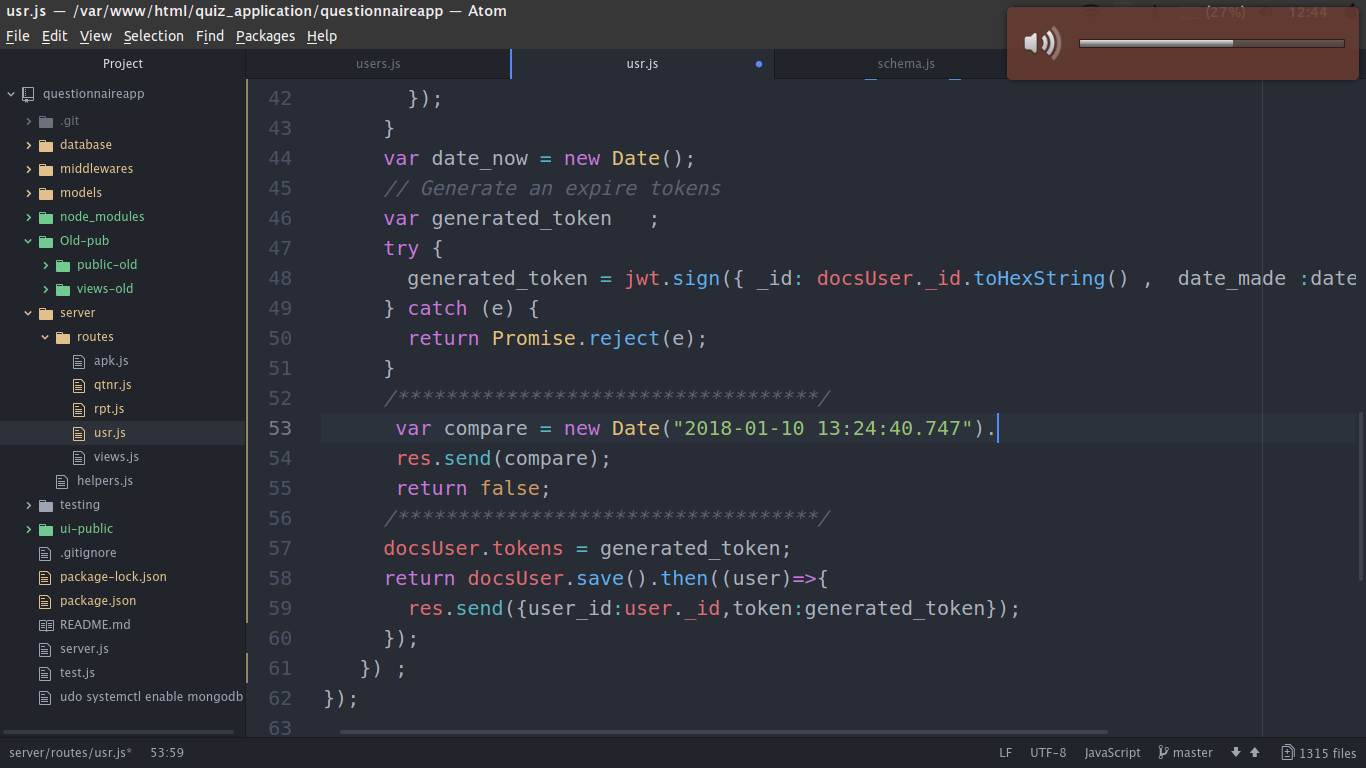 usr.js — /var/www/html/quiz_application/questionnaireapp — Atom
(27%) 12:44
File Edit View Selection Find Packages Help
Project
users.js
usr.js
schema.js
questionnaireapp
.git
database
middlewares
models
node_modules
Old-pub
public-old
views-old
server
routes
apk.js
qtnr.js
rpt.js
usr.js
views.js
helpers.js
testing
ui-public
.gitignore
package-lock.json
package.json
README.md
server.js
test.js
udo systemctl enable mongodb
42 });
43 }
44 var date_now = new Date();
45 // Generate an expire tokens
46 var generated_token ;
47 try {
48 generated_token = jwt.sign({ _id: docsUser._id.toHexString() , date_made :date
49 } catch (e) {
50 return Promise.reject(e);
51 }
52 /***********************************/
53 var compare = new Date("2018-01-10 13:24:40.747").
54 res.send(compare);
55 return false;
56 /***********************************/
57 docsUser.tokens = generated_token;
58 return docsUser.save().then((user)=>{
59 res.send({user_id:user._id,token:generated_token});
60 });
61 }) ;
62 });
63
server/routes/usr.js* 53:59 LF UTF-8 JavaScript master 1315 files